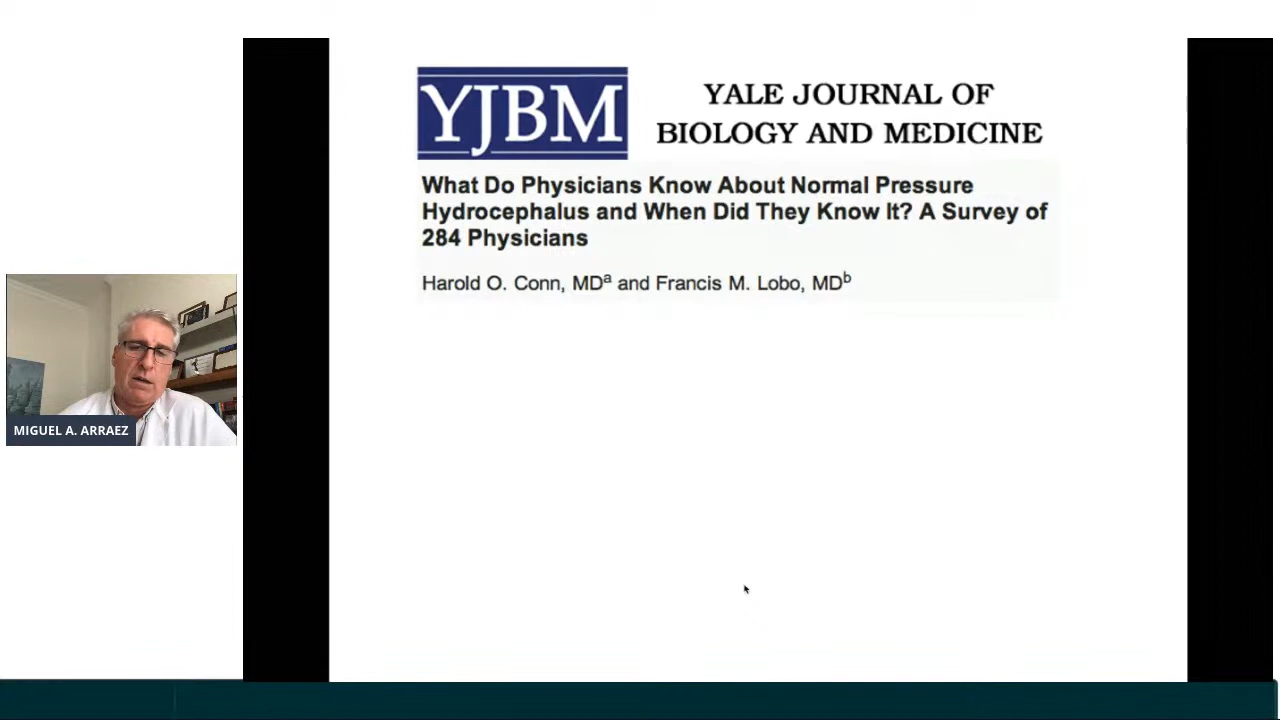 YJBM
YALE JOURNAL OF
BIOLOGY AND MEDICINE
What Do Physicians Know About Normal Pressure
Hydrocephalus and When Did They Know It? A Survey of
284 Physicians
Harold O. Conn, MDa and Francis M. Lobo, MDb
MIGUEL A. ARRAEZ